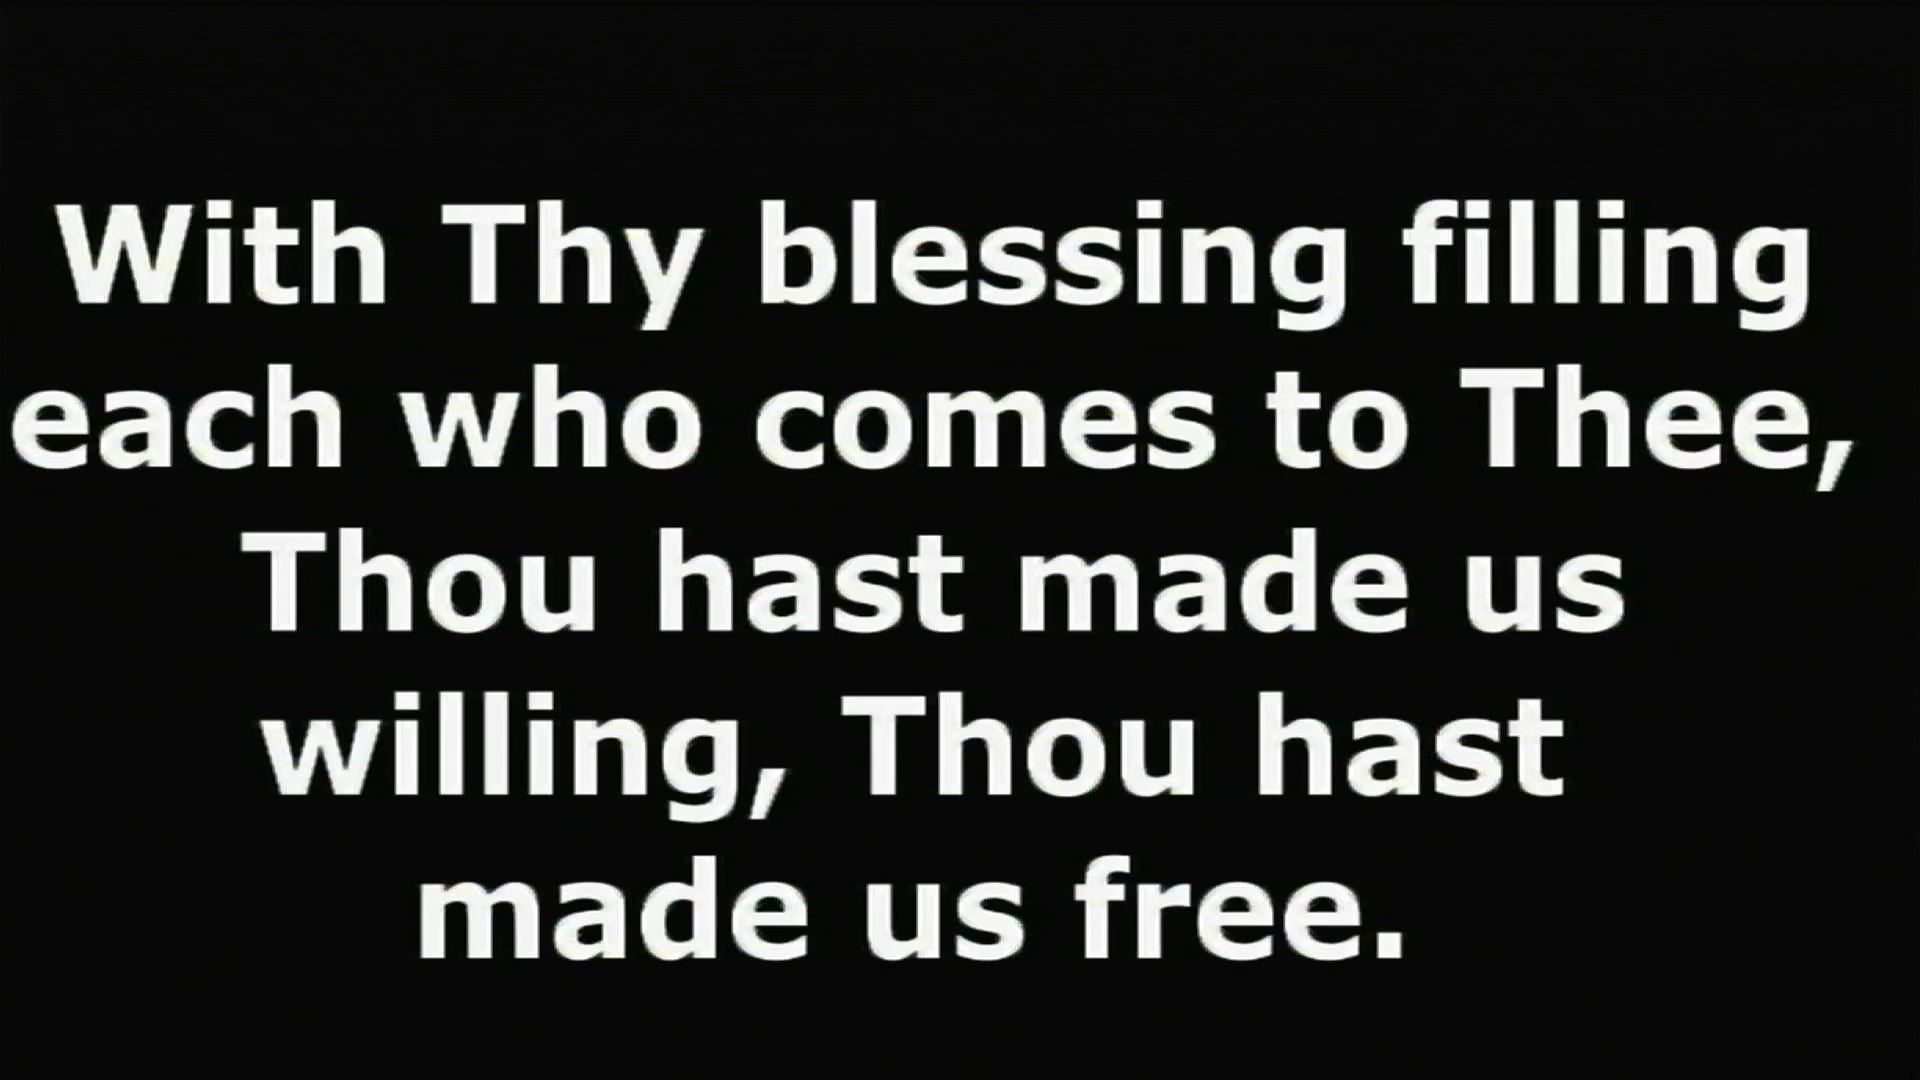 With Thy blessing filling
each who comes to Thee,
Thou hast made us
willing, Thou hast
made us free.